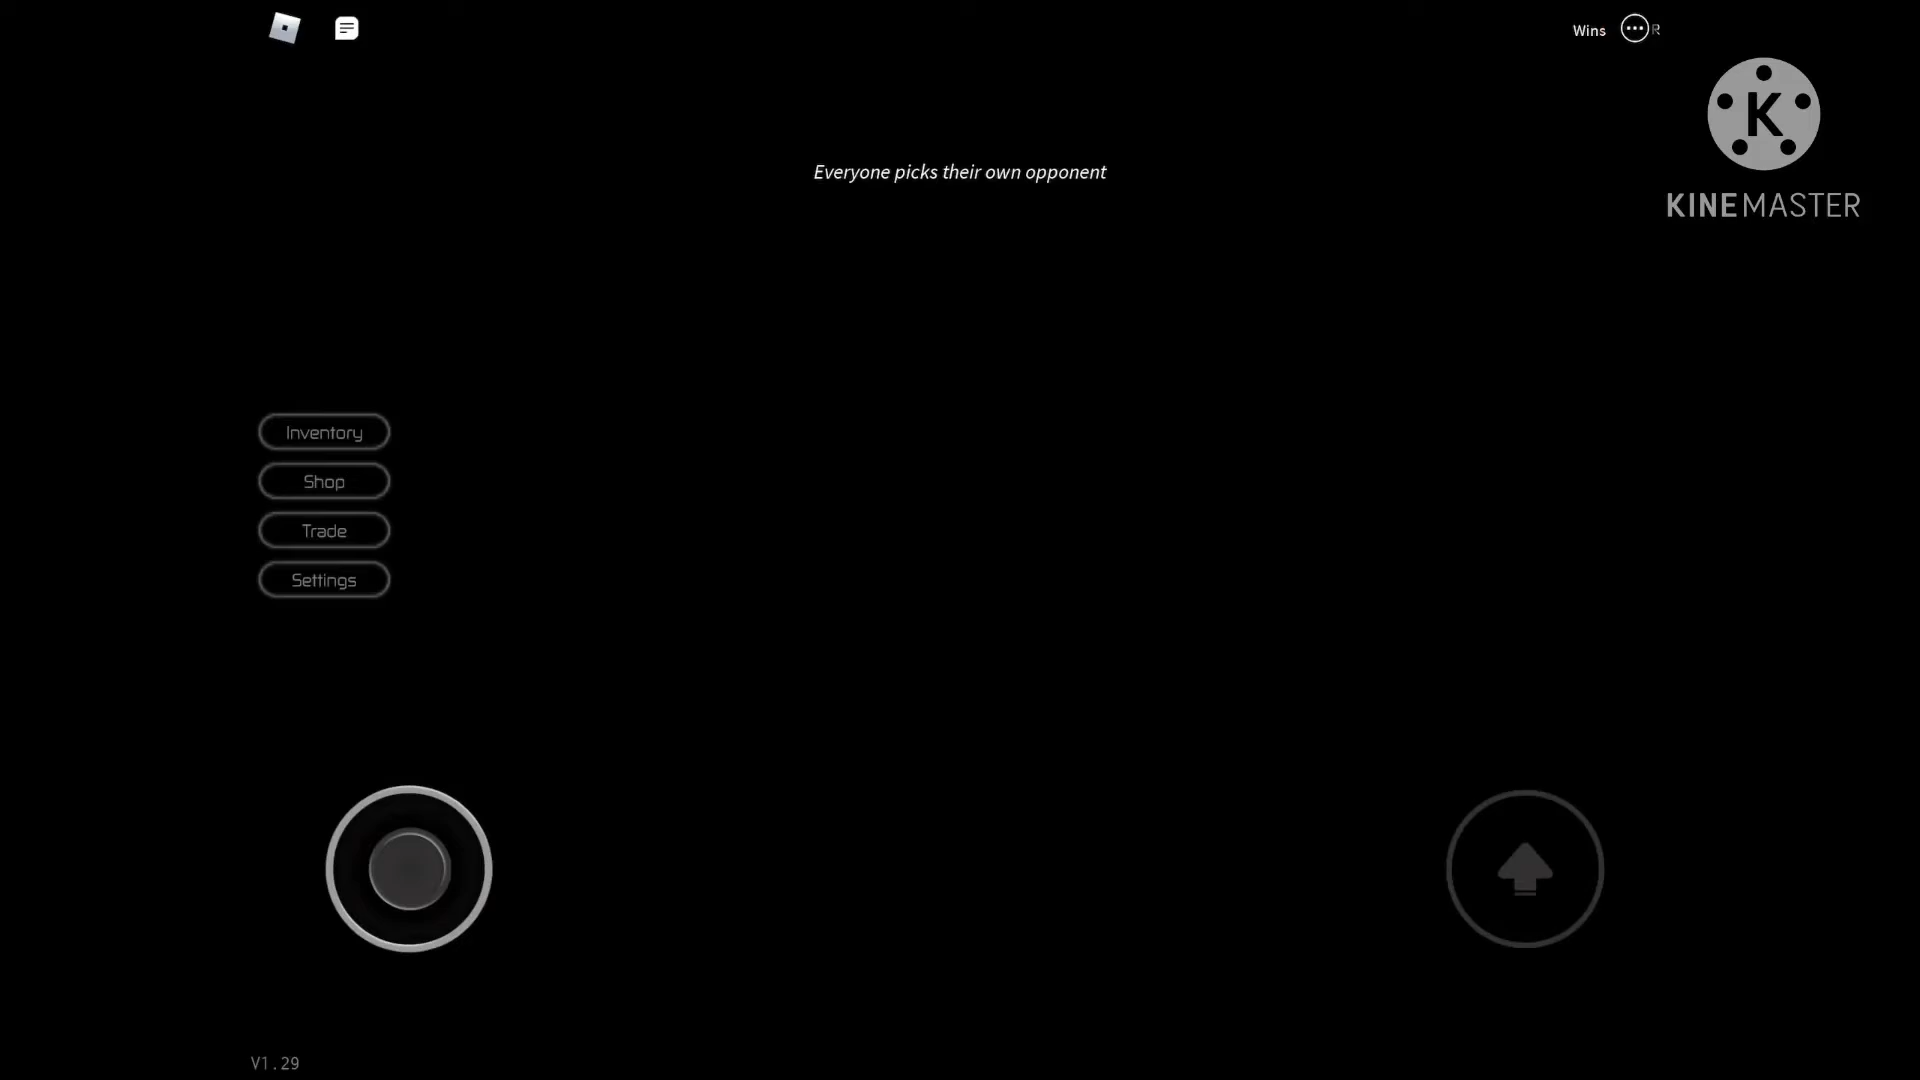 Wins
R
K
KINEMASTER
Everyone picks their own opponent
Inventory
Shop
Trade
Settings
V1.29